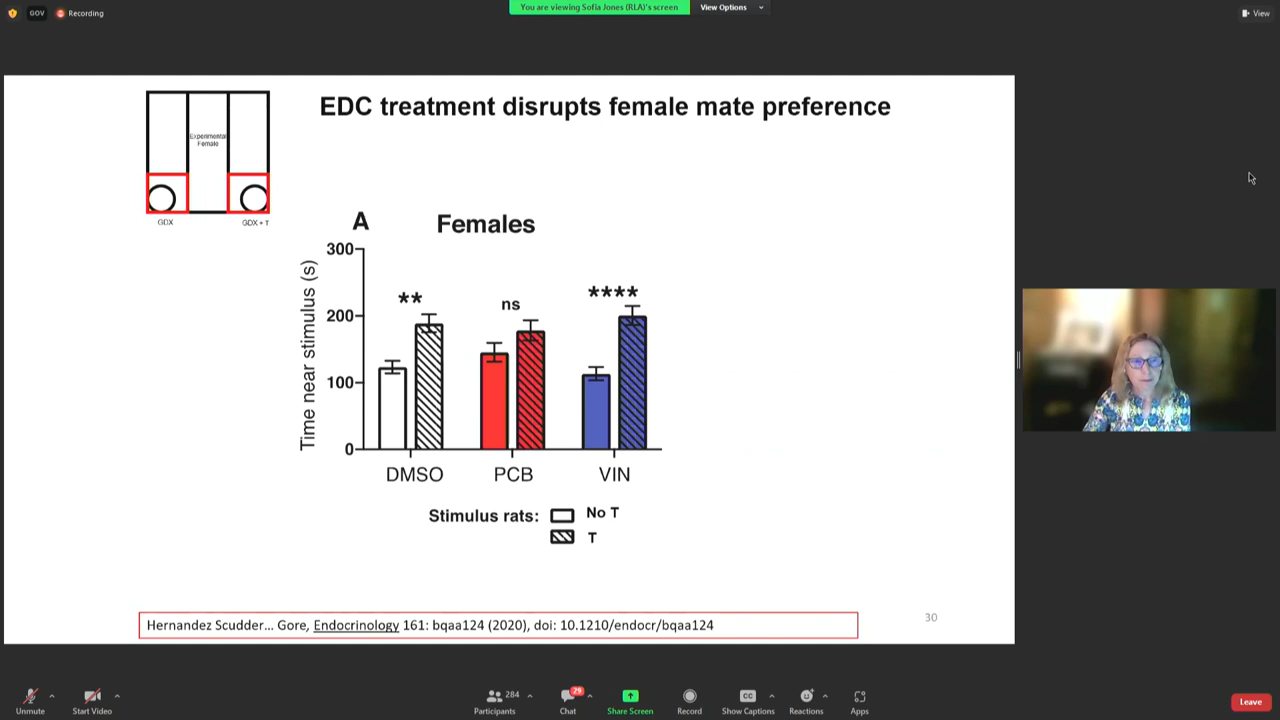 GOV
Recording
You are viewing Sofia Jones (RLA)'s screen
View Options
View
EDC treatment disrupts female mate preference
Experimental
Female
GDX
GDX + T
A
Females
Time near stimulus (s)
300
200
100
0
**
ns
****
DMSO
PCB
VIN
Stimulus rats:
No T
T
Hernandez Scudder... Gore, Endocrinology 161: bqaa124 (2020), doi: 10.1210/endocr/bqaa124
30
Unmute
Start Video
284
Participants
29
Chat
Share Screen
Record
CC
Show Captions
Reactions
Apps
Leave